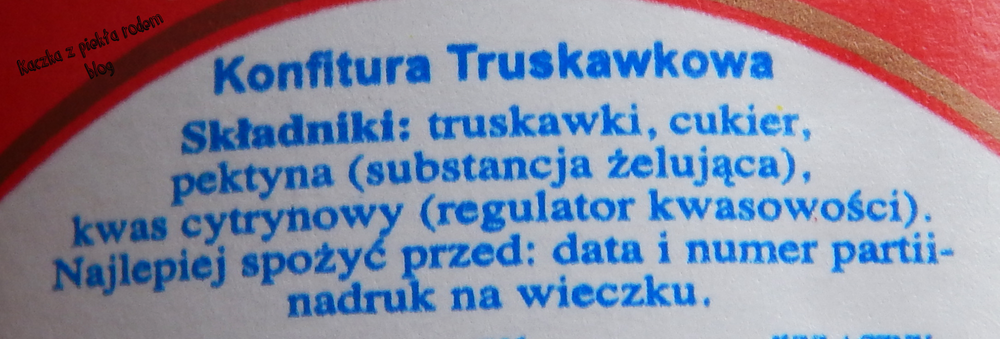 Kaczka z piekła rodem
blog
Konfitura Truskawkowa
Składniki: truskawki, cukier,
pektyna (substancja żelująca),
kwas cytrynowy (regulator kwasowości).
Najlepiej spożyć przed: data i numer partii-
nadruk na wieczku.